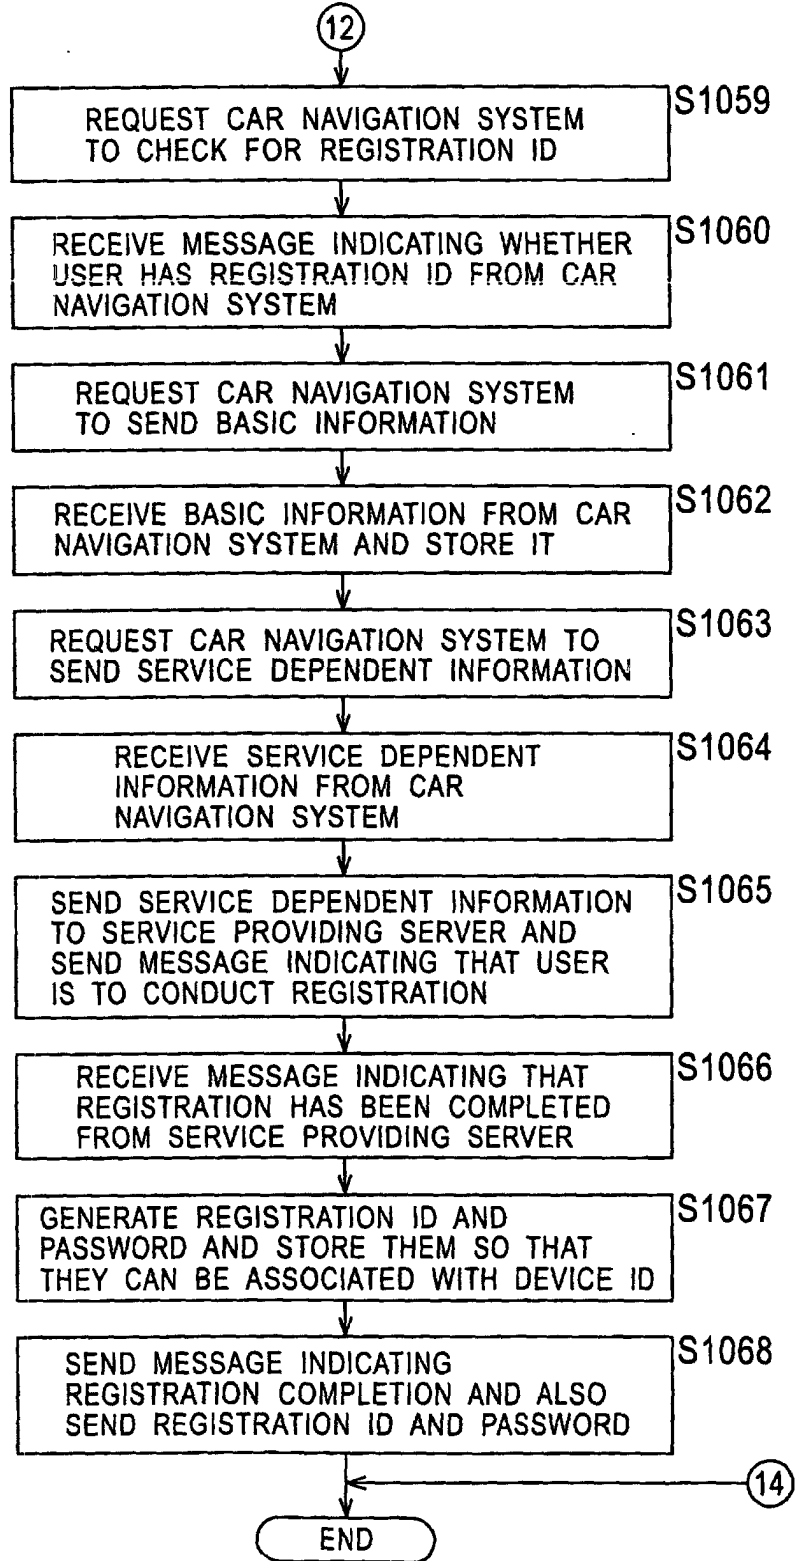 12
S1059
REQUEST CAR NAVIGATION SYSTEM
TO CHECK FOR REGISTRATION ID
S1060
RECEIVE MESSAGE INDICATING WHETHER
USER HAS REGISTRATION ID FROM CAR
NAVIGATION SYSTEM
S1061
REQUEST CAR NAVIGATION SYSTEM
TO SEND BASIC INFORMATION
S1062
RECEIVE BASIC INFORMATION FROM CAR
NAVIGATION SYSTEM AND STORE IT
S1063
REQUEST CAR NAVIGATION SYSTEM TO
SEND SERVICE DEPENDENT INFORMATION
S1064
RECEIVE SERVICE DEPENDENT
INFORMATION FROM CAR
NAVIGATION SYSTEM
S1065
SEND SERVICE DEPENDENT INFORMATION
TO SERVICE PROVIDING SERVER AND
SEND MESSAGE INDICATING THAT USER
IS TO CONDUCT REGISTRATION
S1066
RECEIVE MESSAGE INDICATING THAT
REGISTRATION HAS BEEN COMPLETED
FROM SERVICE PROVIDING SERVER
S1067
GENERATE REGISTRATION ID AND
PASSWORD AND STORE THEM SO THAT
THEY CAN BE ASSOCIATED WITH DEVICE ID
S1068
SEND MESSAGE INDICATING
REGISTRATION COMPLETION AND ALSO
SEND REGISTRATION ID AND PASSWORD
14
END